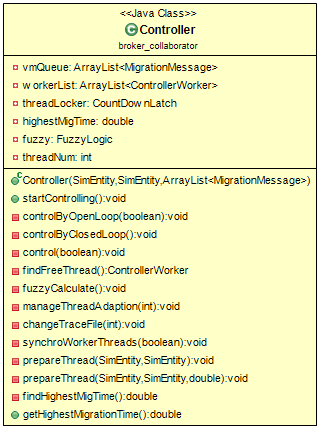 <<Java Class>>
C Controller
broker_collaborator
vmQueue: ArrayList<MigrationMessage>
workerList: ArrayList<ControllerWorker>
threadLocker: CountDownLatch
highestMigTime: double
fuzzy: FuzzyLogic
threadNum: int
C Controller(SimEntity,SimEntity,ArrayList<MigrationMessage>)
startControlling():void
controlByOpenLoop(boolean):void
controlByClosedLoop():void
control(boolean):void
findFreeThread():ControllerWorker
fuzzyCalculate():void
manageThreadAdaption(int):void
changeTraceFile(int):void
synchroWorkerThreads(boolean):void
prepareThread(SimEntity,SimEntity):void
prepareThread(SimEntity,SimEntity,double):void
findHighestMigTime():double
getHighestMigrationTime():double